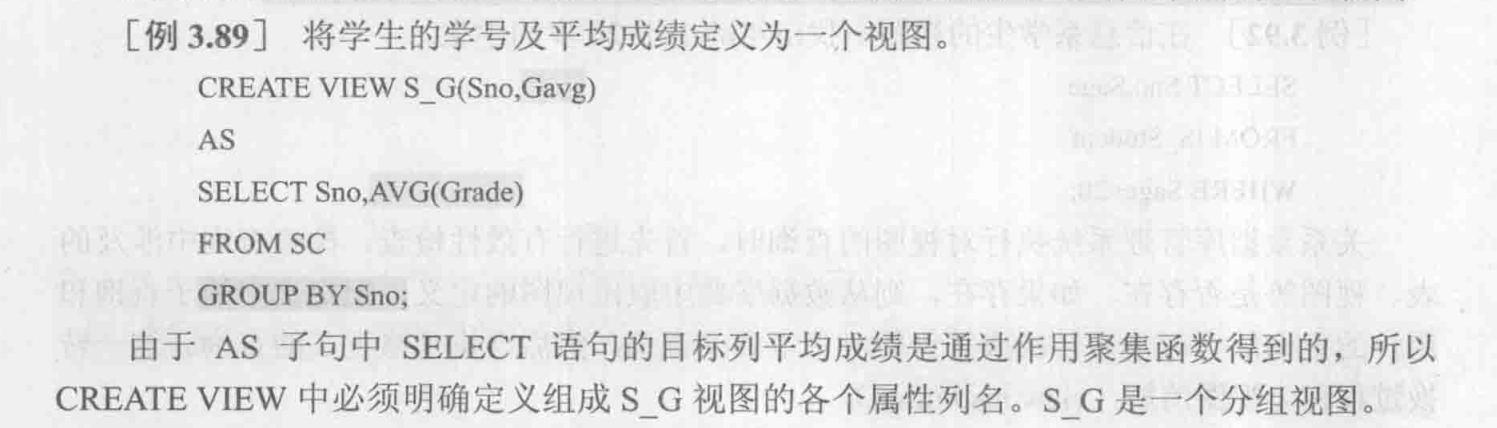 [例 3.89] 将学生的学号及平均成绩定义为一个视图。
CREATE VIEW S_G(Sno,Gavg)
AS
SELECT Sno,AVG(Grade)
FROM SC
GROUP BY Sno;
由于 AS 子句中 SELECT 语句的目标列平均成绩是通过作用聚集函数得到的，所以
CREATE VIEW 中必须明确定义组成 S_G 视图的各个属性列名。S_G 是一个分组视图。